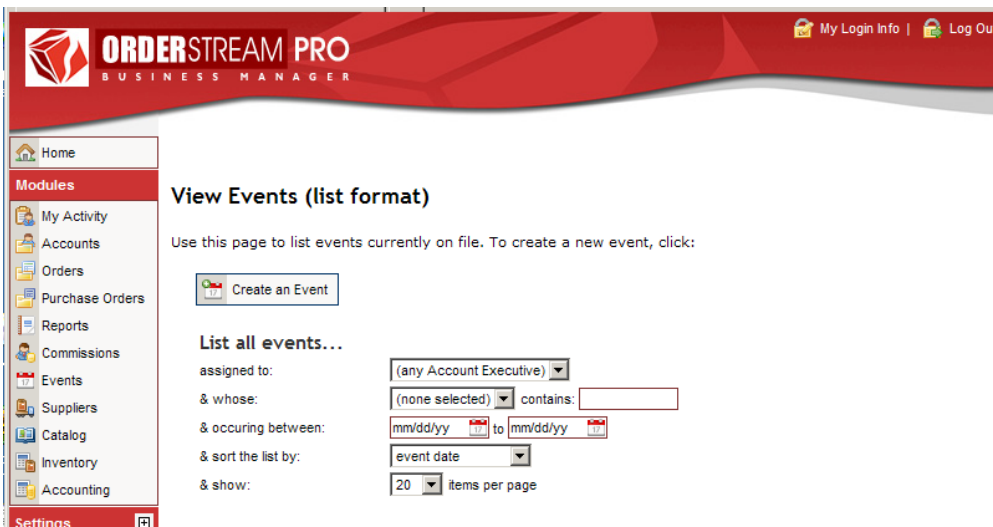 My Login Info | Log Ou
ORDERSTREAM PRO
BUSINESS MANAGER
Home
Modules
My Activity
Accounts
Orders
Purchase Orders
Reports
Commissions
Events
Suppliers
Catalog
Inventory
Accounting
Settings
View Events (list format)
Use this page to list events currently on file. To create a new event, click:
Create an Event
List all events...
assigned to: (any Account Executive)
& whose: (none selected) contains:
& occuring between: mm/dd/yy 17 to mm/dd/yy 17
& sort the list by: event date
& show: 20 items per page